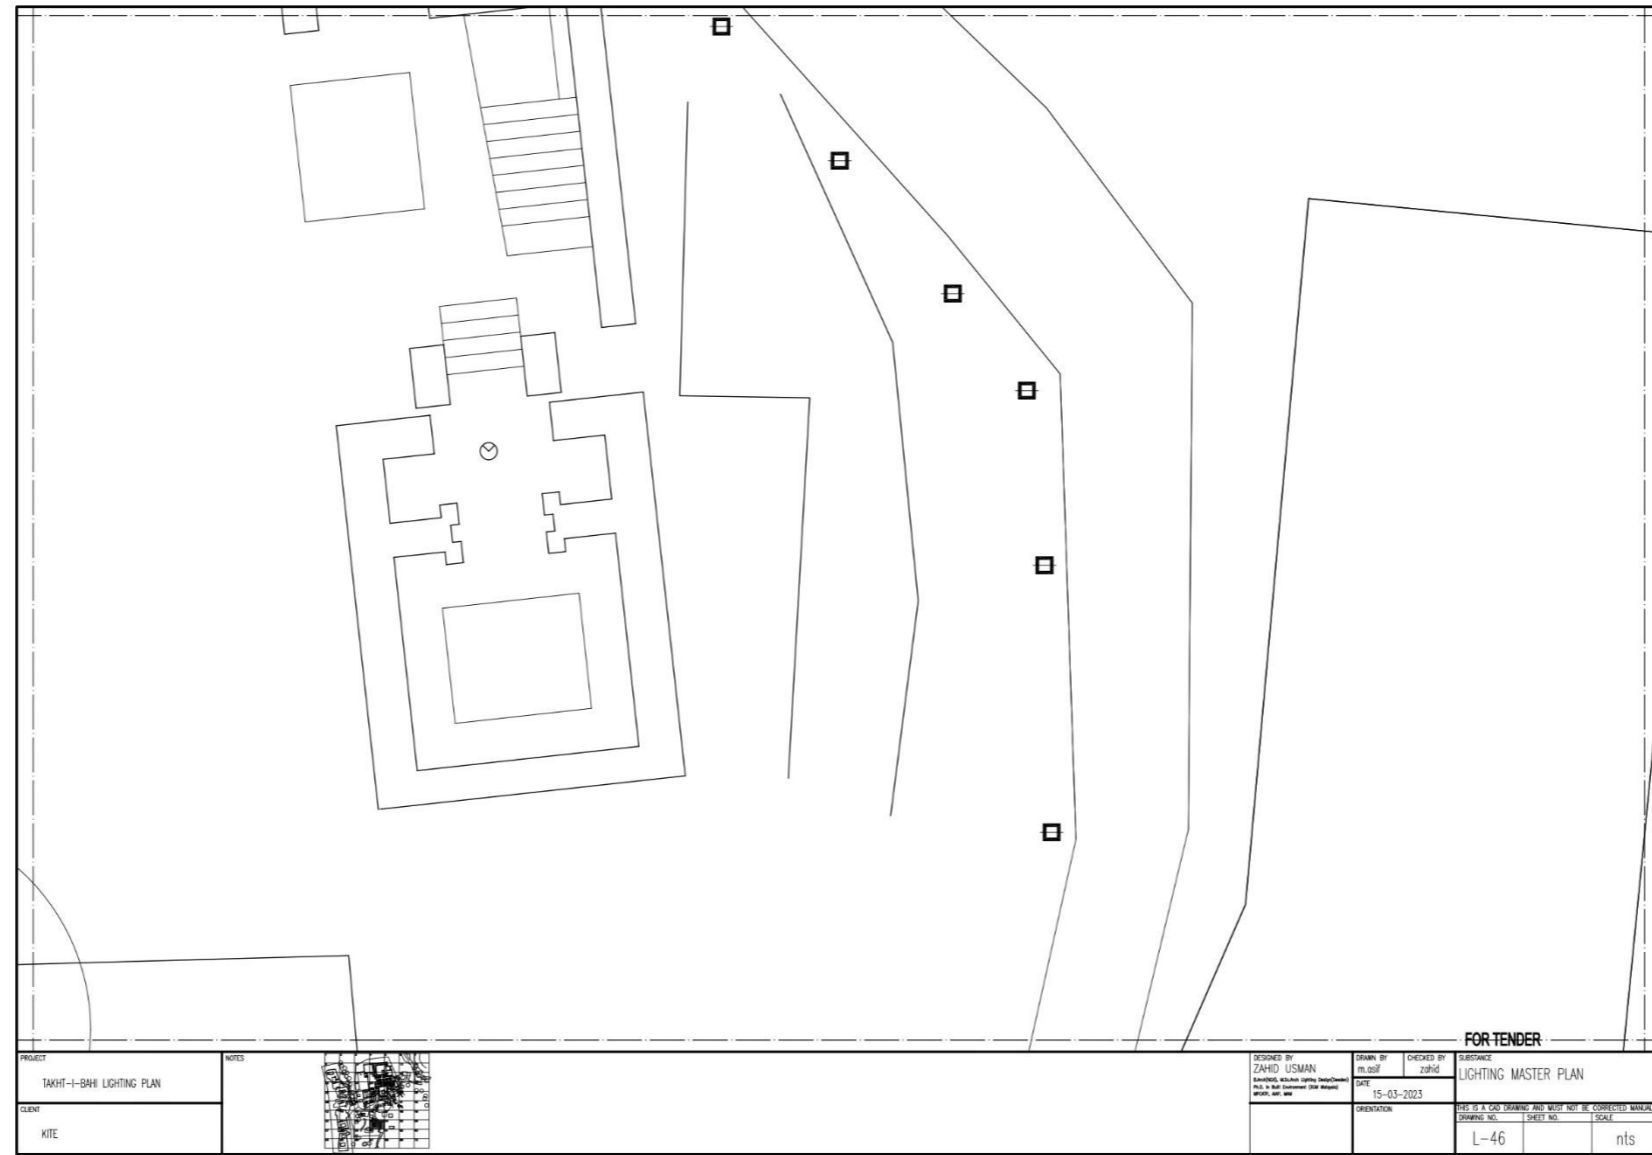 FOR TENDER
PROJECT
TAKHT-I-BAHI LIGHTING PLAN
CLIENT
KITE
NOTES
DESIGNED BY
ZAHID USMAN
DRAWN BY
m.asif
CHECKED BY
zahid
DATE
15-03-2023
ORIENTATION
SUBSTANCE
LIGHTING MASTER PLAN
THIS IS A CAD DRAWING AND MUST NOT BE CORRECTED MANUAL
DRAWING NO.
L-46
SHEET NO.
SCALE
nts